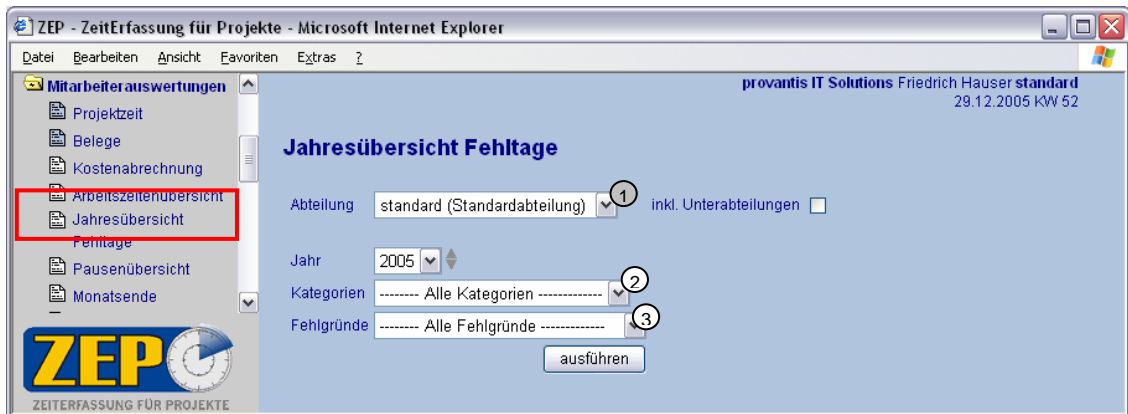 ZEP - ZeitErfassung für Projekte - Microsoft Internet Explorer
Datei Bearbeiten Ansicht Favoriten Extras ?
Mitarbeiterauswertungen
Projektzeit
Belege
Kostenabrechnung
Arbeitszeitenübersicht
Jahresübersicht
Fehltage
Pausenübersicht
Monatsende
ZEP
ZEITERFASSUNG FÜR PROJEKTE
provantis IT Solutions Friedrich Hauser standard
29.12.2005 KW 52
Jahresübersicht Fehltage
Abteilung standard (Standardabteilung) 1 inkl. Unterabteilungen
Jahr 2005
Kategorien -------- Alle Kategorien ------------- 2
Fehlgründe -------- Alle Fehlgründe ------------- 3
ausführen